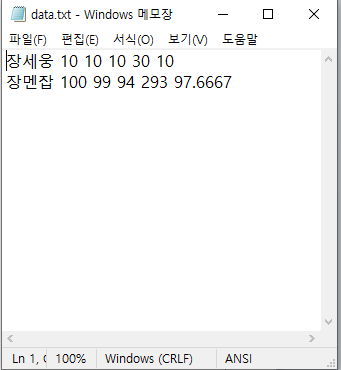 data.txt - Windows 메모장
파일(F) 편집(E) 서식(O) 보기(V) 도움말
장세웅 10 10 10 30 10
장멘잡 100 99 94 293 97.6667
Ln 1, 100% Windows (CRLF) ANSI